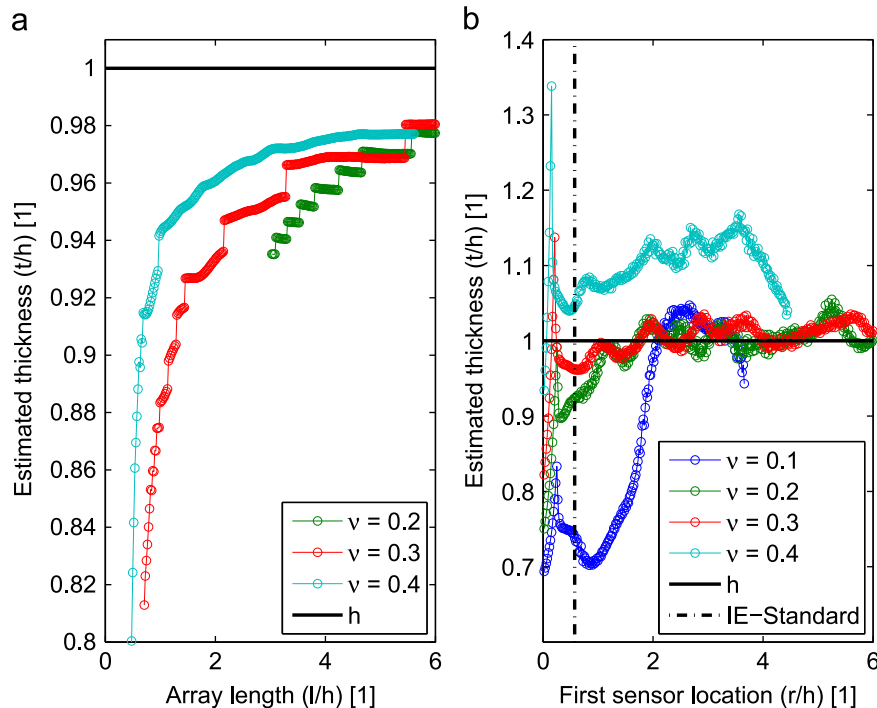 a
Estimated thickness (t/h) [1]
1
0.98
0.96
0.94
0.92
0.9
0.88
0.86
0.84
0.82
0.8
0 2 4 6
Array length (l/h) [1]
ν = 0.2
ν = 0.3
ν = 0.4
h
b
Estimated thickness (t/h) [1]
1.4
1.3
1.2
1.1
1
0.9
0.8
0.7
0 2 4 6
First sensor location (r/h) [1]
ν = 0.1
ν = 0.2
ν = 0.3
ν = 0.4
h
IE−Standard